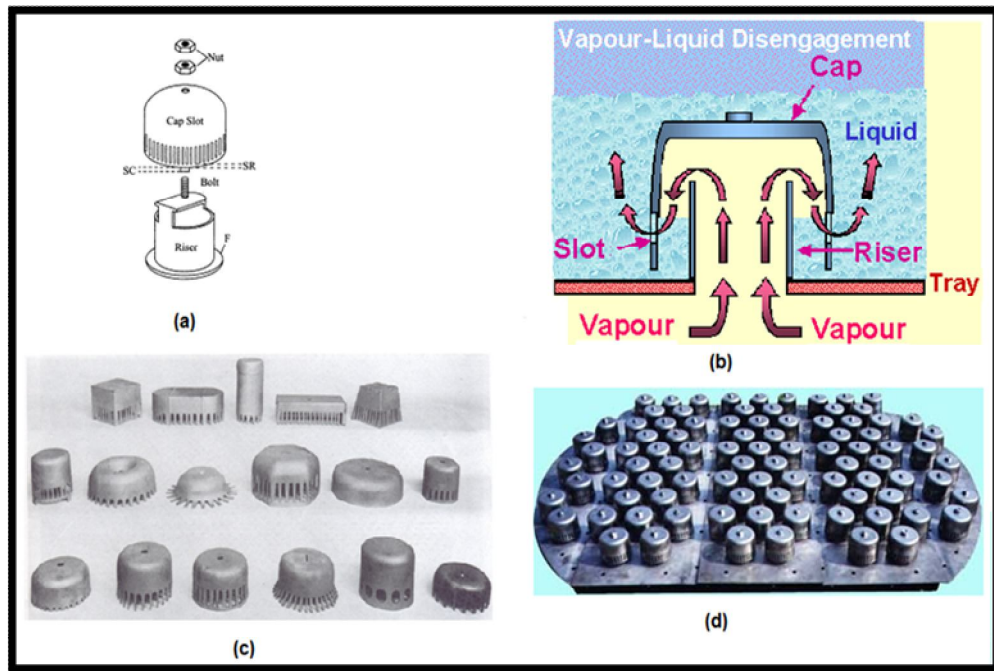 Nut
Cap Slot
SC
SR
Bolt
Riser
F
(a)
Vapour-Liquid Disengagement
Cap
Liquid
Slot
Riser
Tray
Vapour
Vapour
(b)
(c)
(d)